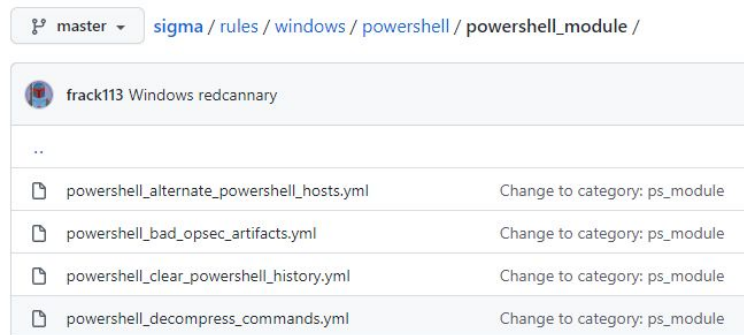 master sigma / rules / windows / powershell / powershell_module /
frack113 Windows redcannary
..
powershell_alternate_powershell_hosts.yml Change to category: ps_module
powershell_bad_opsec_artifacts.yml Change to category: ps_module
powershell_clear_powershell_history.yml Change to category: ps_module
powershell_decompress_commands.yml Change to category: ps_module